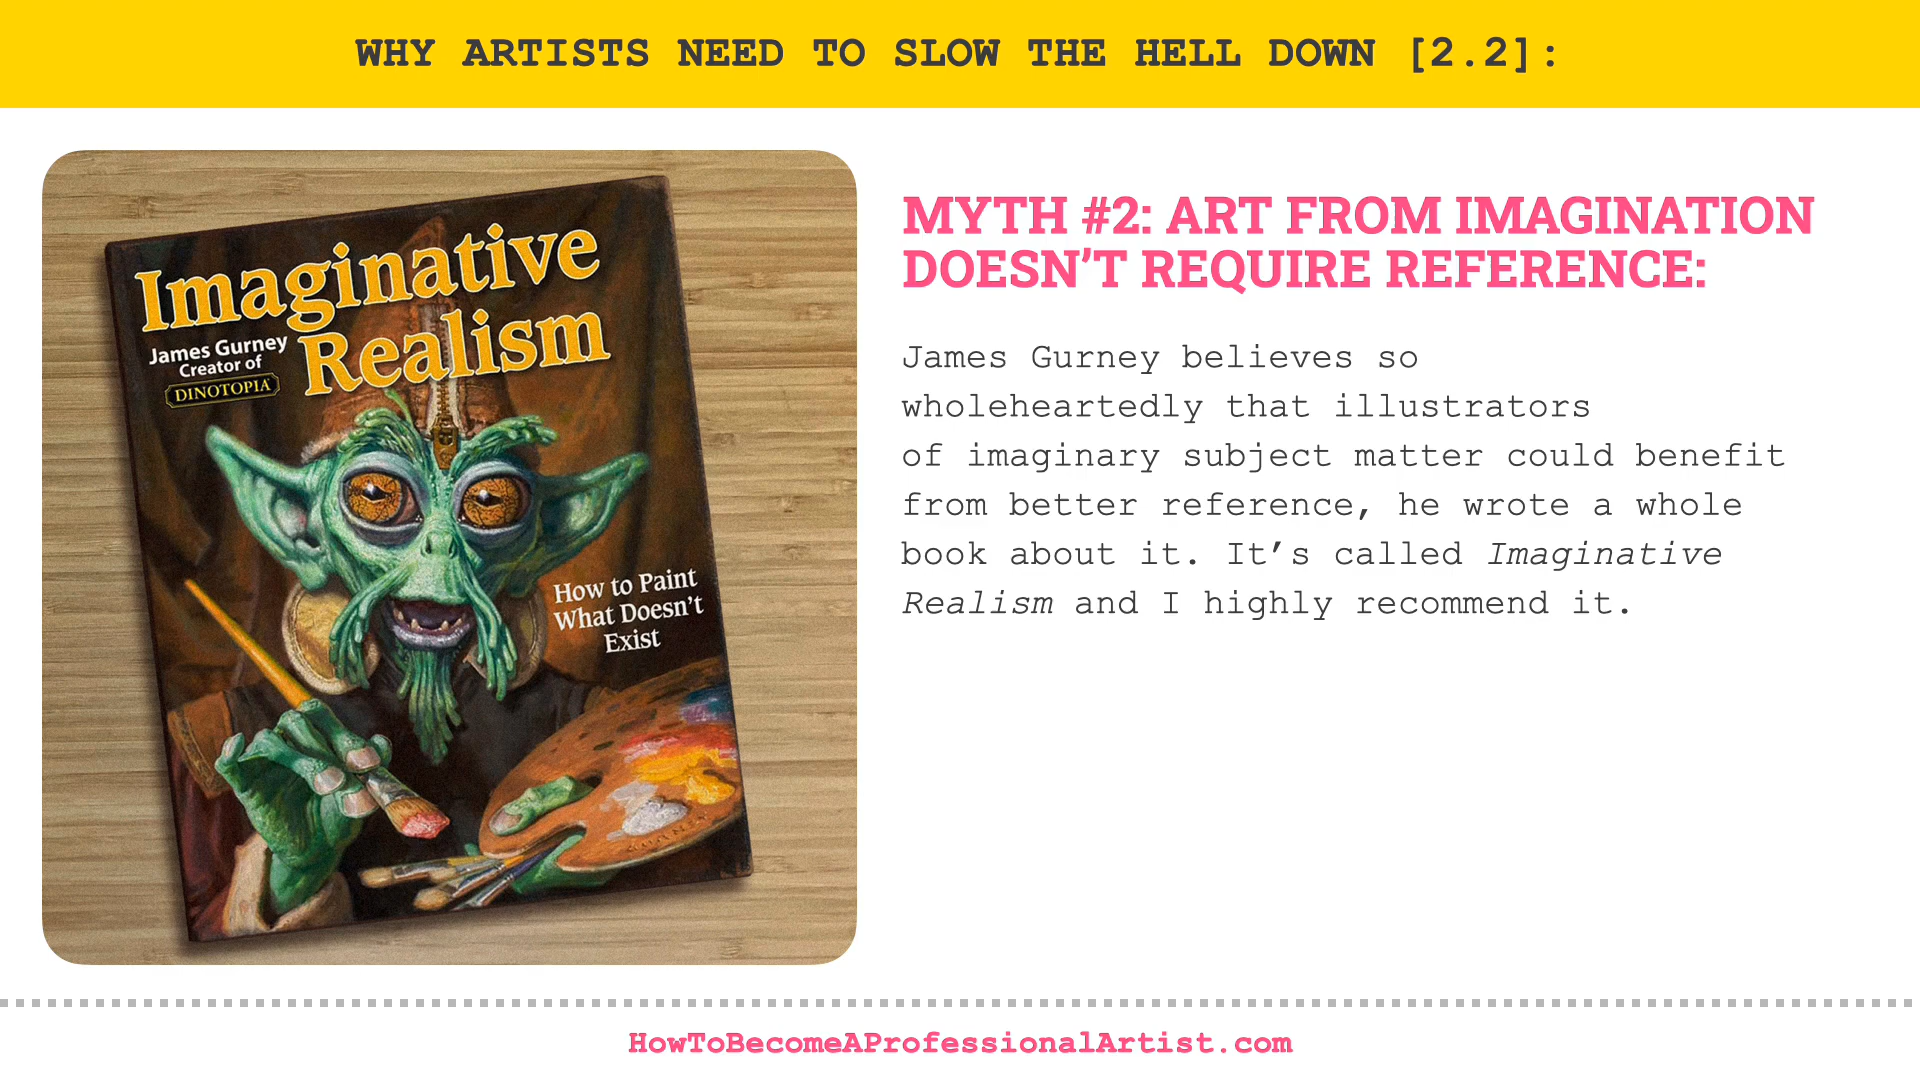 WHY ARTISTS NEED TO SLOW THE HELL DOWN [2.2]:
Imaginative
Realism
James Gurney
Creator of
DINOTOPIA
How to Paint
What Doesn't
Exist
GURNEY
MYTH #2: ART FROM IMAGINATION
DOESN’T REQUIRE REFERENCE:
James Gurney believes so
wholeheartedly that illustrators
of imaginary subject matter could benefit
from better reference, he wrote a whole
book about it. It’s called Imaginative
Realism and I highly recommend it.
HowToBecomeAProfessionalArtist.com